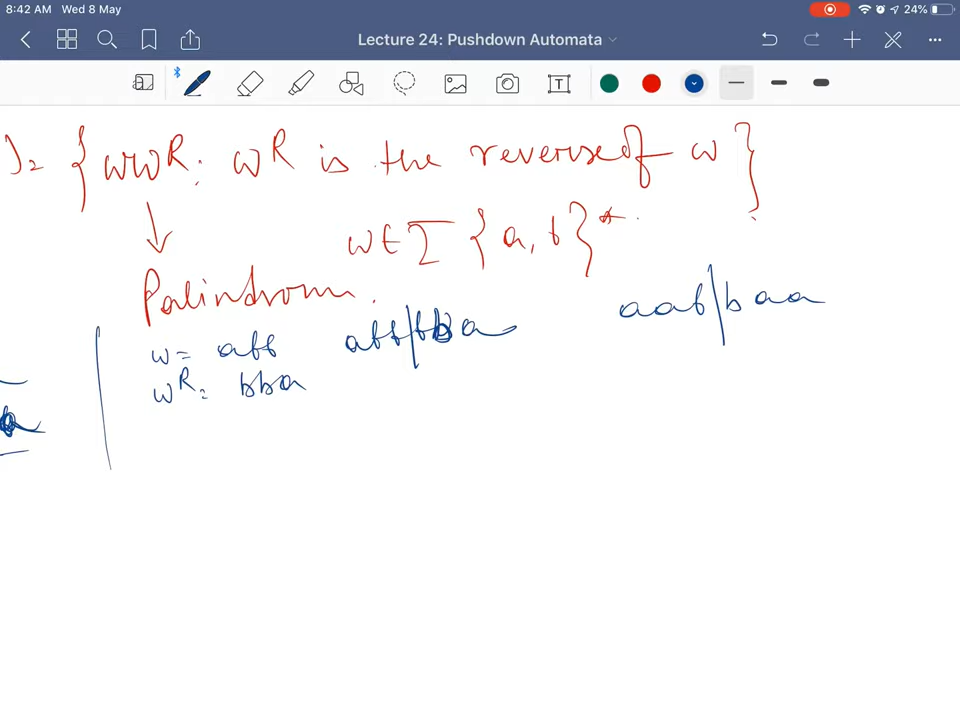 8:42 AM Wed 8 May
24%
Lecture 24: Pushdown Automata
T
)2 { wwR : wR is the reverse of w }
w ∈ Σ {a, b}*
Palindrom.
aab|baa
w = abb abb|bba
wR = bba